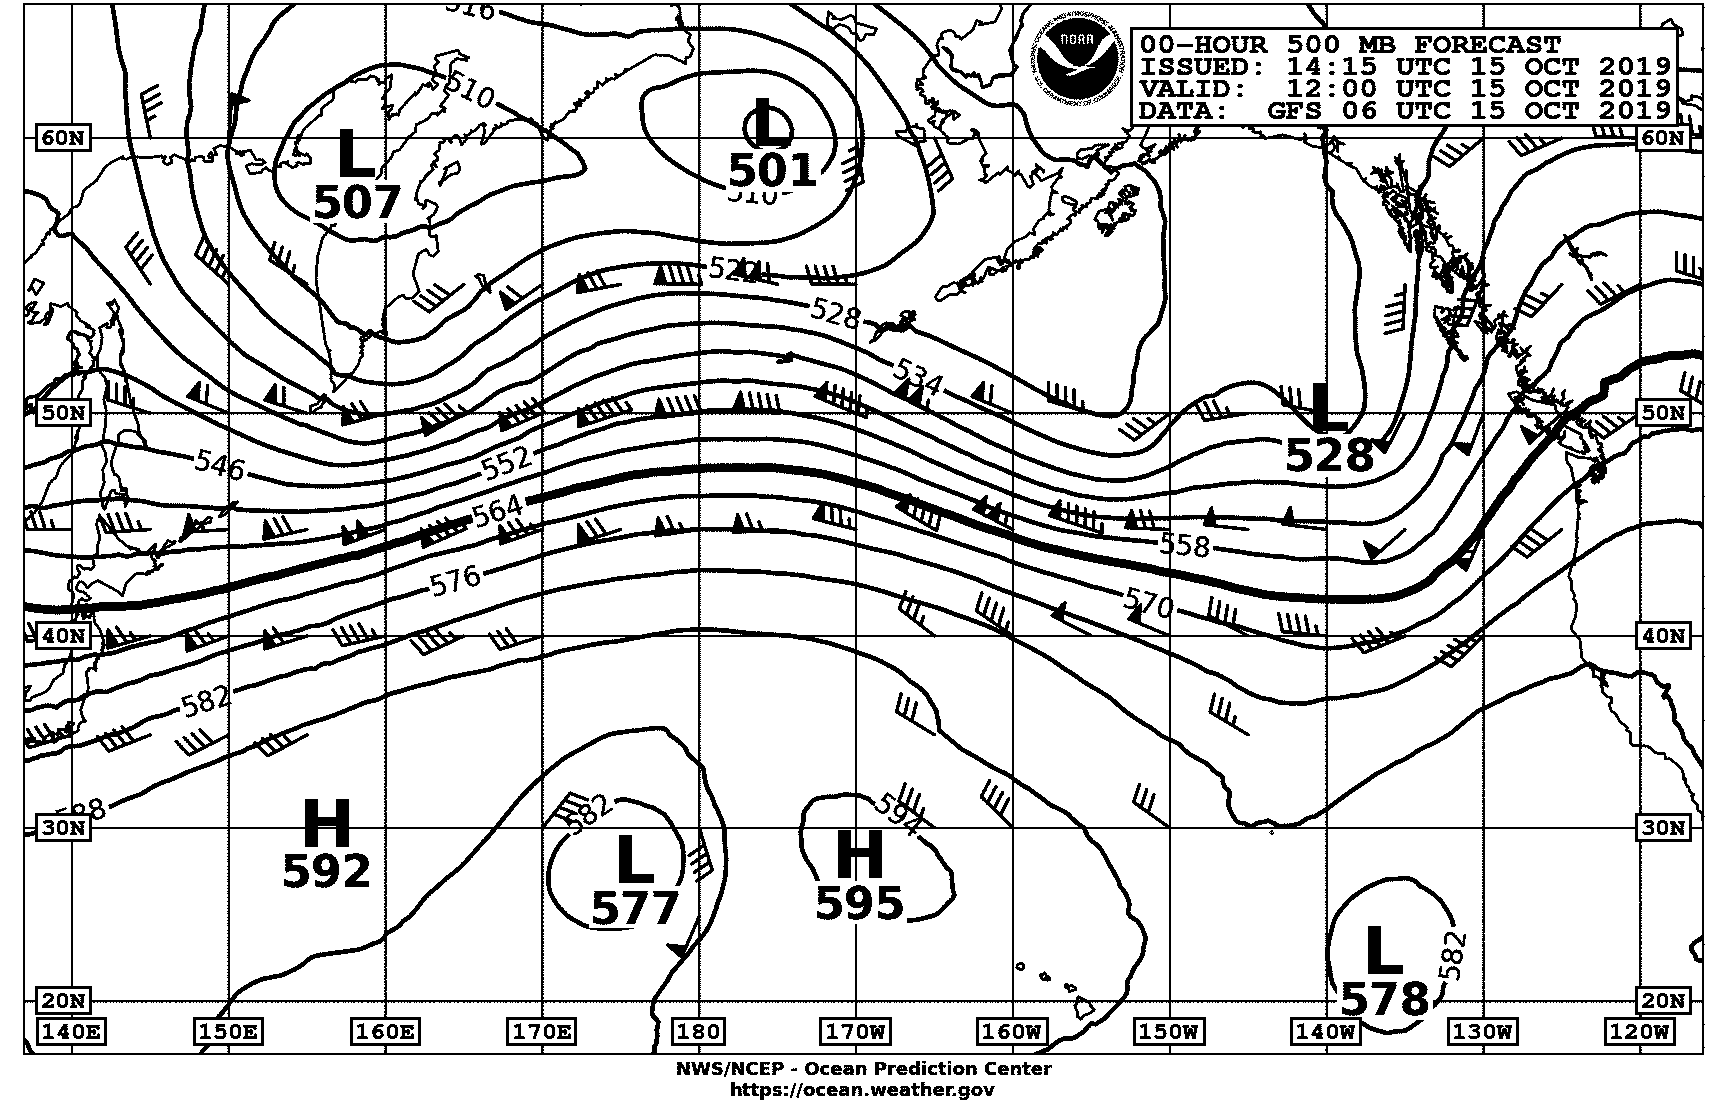 516
00-HOUR 500 MB FORECAST
ISSUED: 14:15 UTC 15 OCT 2019
VALID: 12:00 UTC 15 OCT 2019
DATA: GFS 06 UTC 15 OCT 2019
NOAA
510
60N
L
507
L
501
510
60N
522
528
534
50N
L
528
50N
546
552
564
558
576
570
40N
40N
582
588
30N
H
592
582
L
577
594
H
595
30N
L
578
582
20N
20N
140E 150E 160E 170E 180 170W 160W 150W 140W 130W 120W
NWS/NCEP - Ocean Prediction Center
https://ocean.weather.gov